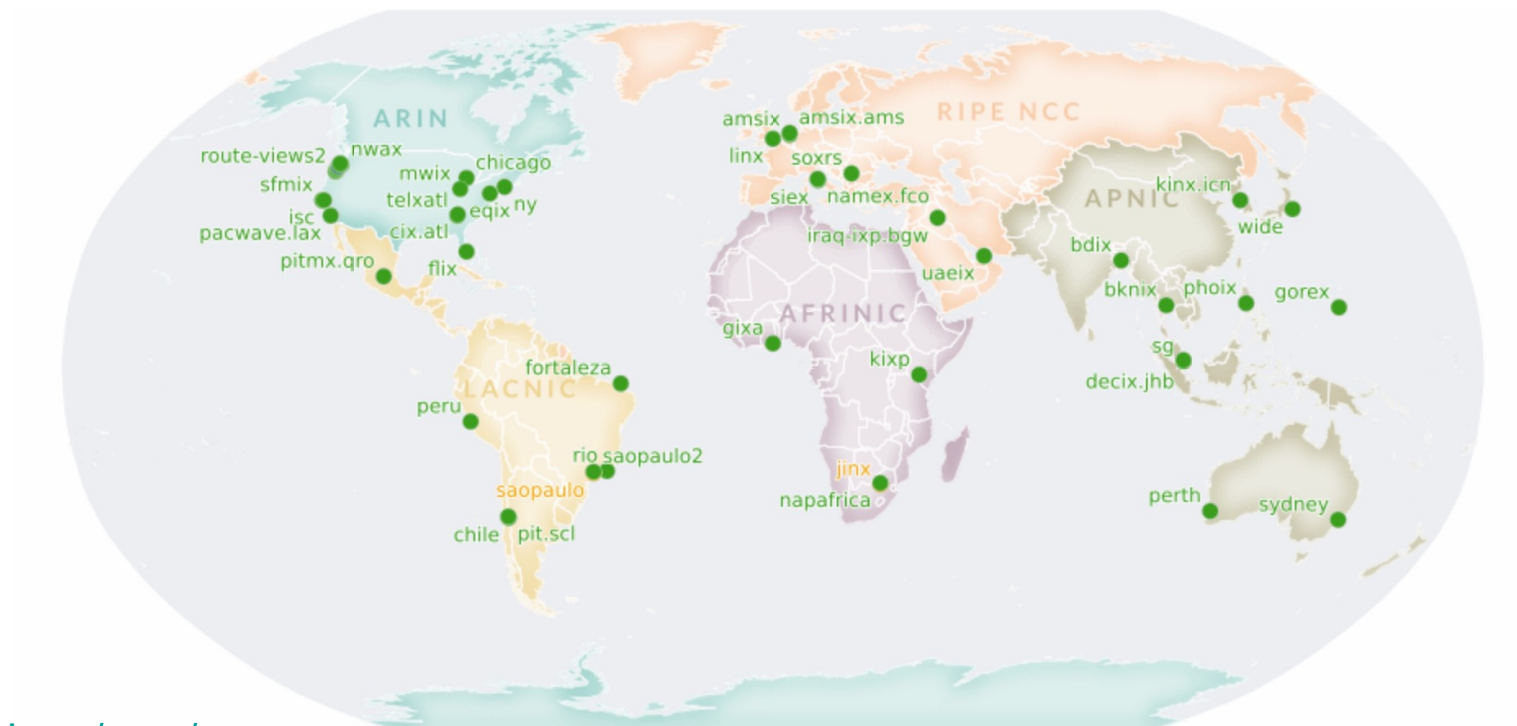 ARIN
RIPE NCC
amsix
amsix.ams
nwax
route-views2
linx
soxrs
chicago
mwix
sfmix
kinx.icn
siex
namex.fco
APNIC
telxatl
eqix
ny
isc
pacwave.lax
cix.atl
wide
iraq-ixp.bgw
bdix
pitmx.qro
flix
uaeix
bknix
phoix
gorex
AFRINIC
gixa
sg
kixp
fortaleza
decix.jhb
LACNIC
peru
rio
saopaulo2
jinx
saopaulo
napafrica
perth
sydney
chile
pit.scl